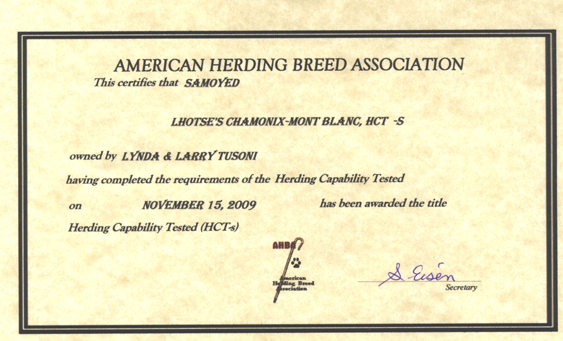 AMERICAN HERDING BREED ASSOCIATION
This certifies that SAMOYED
LHOTSE'S CHAMONIX-MONT BLANC, HCT -S
owned by LYNDA & LARRY TUSONI
having completed the requirements of the Herding Capability Tested
on NOVEMBER 15, 2009 has been awarded the title
Herding Capability Tested (HCT-s)
AHBA
American
Herding Breed
Association
S. Eisén
Secretary